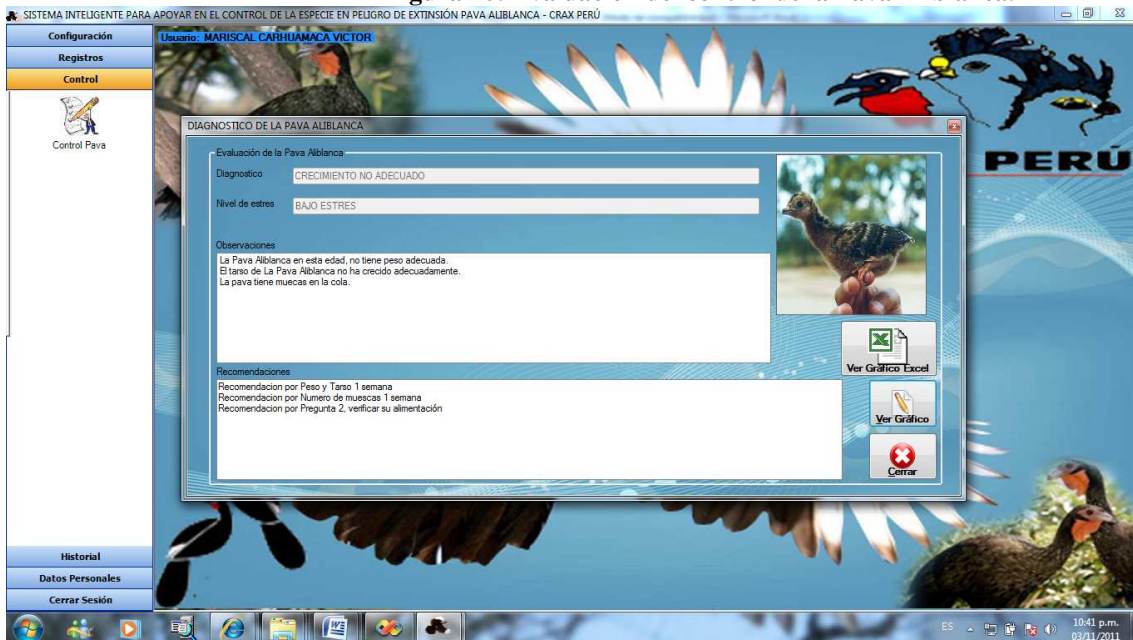 SISTEMA INTELIGENTE PARA APOYAR EN EL CONTROL DE LA ESPECIE EN PELIGRO DE EXTINSIÓN PAVA ALIBLANCA - CRAX PERÚ
Configuración
Registros
Control
Control Pava
Usuario: MARISCAL CARHUAMACA VICTOR
PERÚ
DIAGNOSTICO DE LA PAVA ALIBLANCA
Evaluación de la Pava Aliblanca
Diagnostico
CRECIMIENTO NO ADECUADO
Nivel de estres
BAJO ESTRES
Observaciones
La Pava Aliblanca en esta edad, no tiene peso adecuada.
El tarso de La Pava Aliblanca no ha crecido adecuadamente.
La pava tiene muecas en la cola.
Ver Gráfico Excel
Recomendaciones
Recomendacion por Peso y Tarso 1 semana
Recomendacion por Numero de muescas 1 semana
Recomendacion por Pregunta 2, verificar su alimentación
Ver Gráfico
Cerrar
Historial
Datos Personales
Cerrar Sesión
ES
10:41 p.m.
03/11/2011